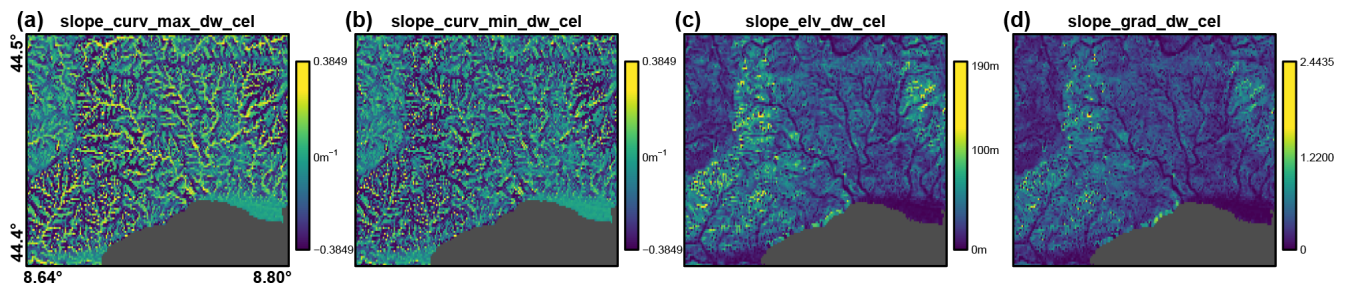 (a) slope_curv_max_dw_cel
(b) slope_curv_min_dw_cel
(c) slope_elv_dw_cel
(d) slope_grad_dw_cel
44.5°
44.4°
8.64°
8.80°
0.3849
0m⁻¹
−0.3849
0.3849
0m⁻¹
−0.3849
190m
100m
0m
2.4435
1.2200
0